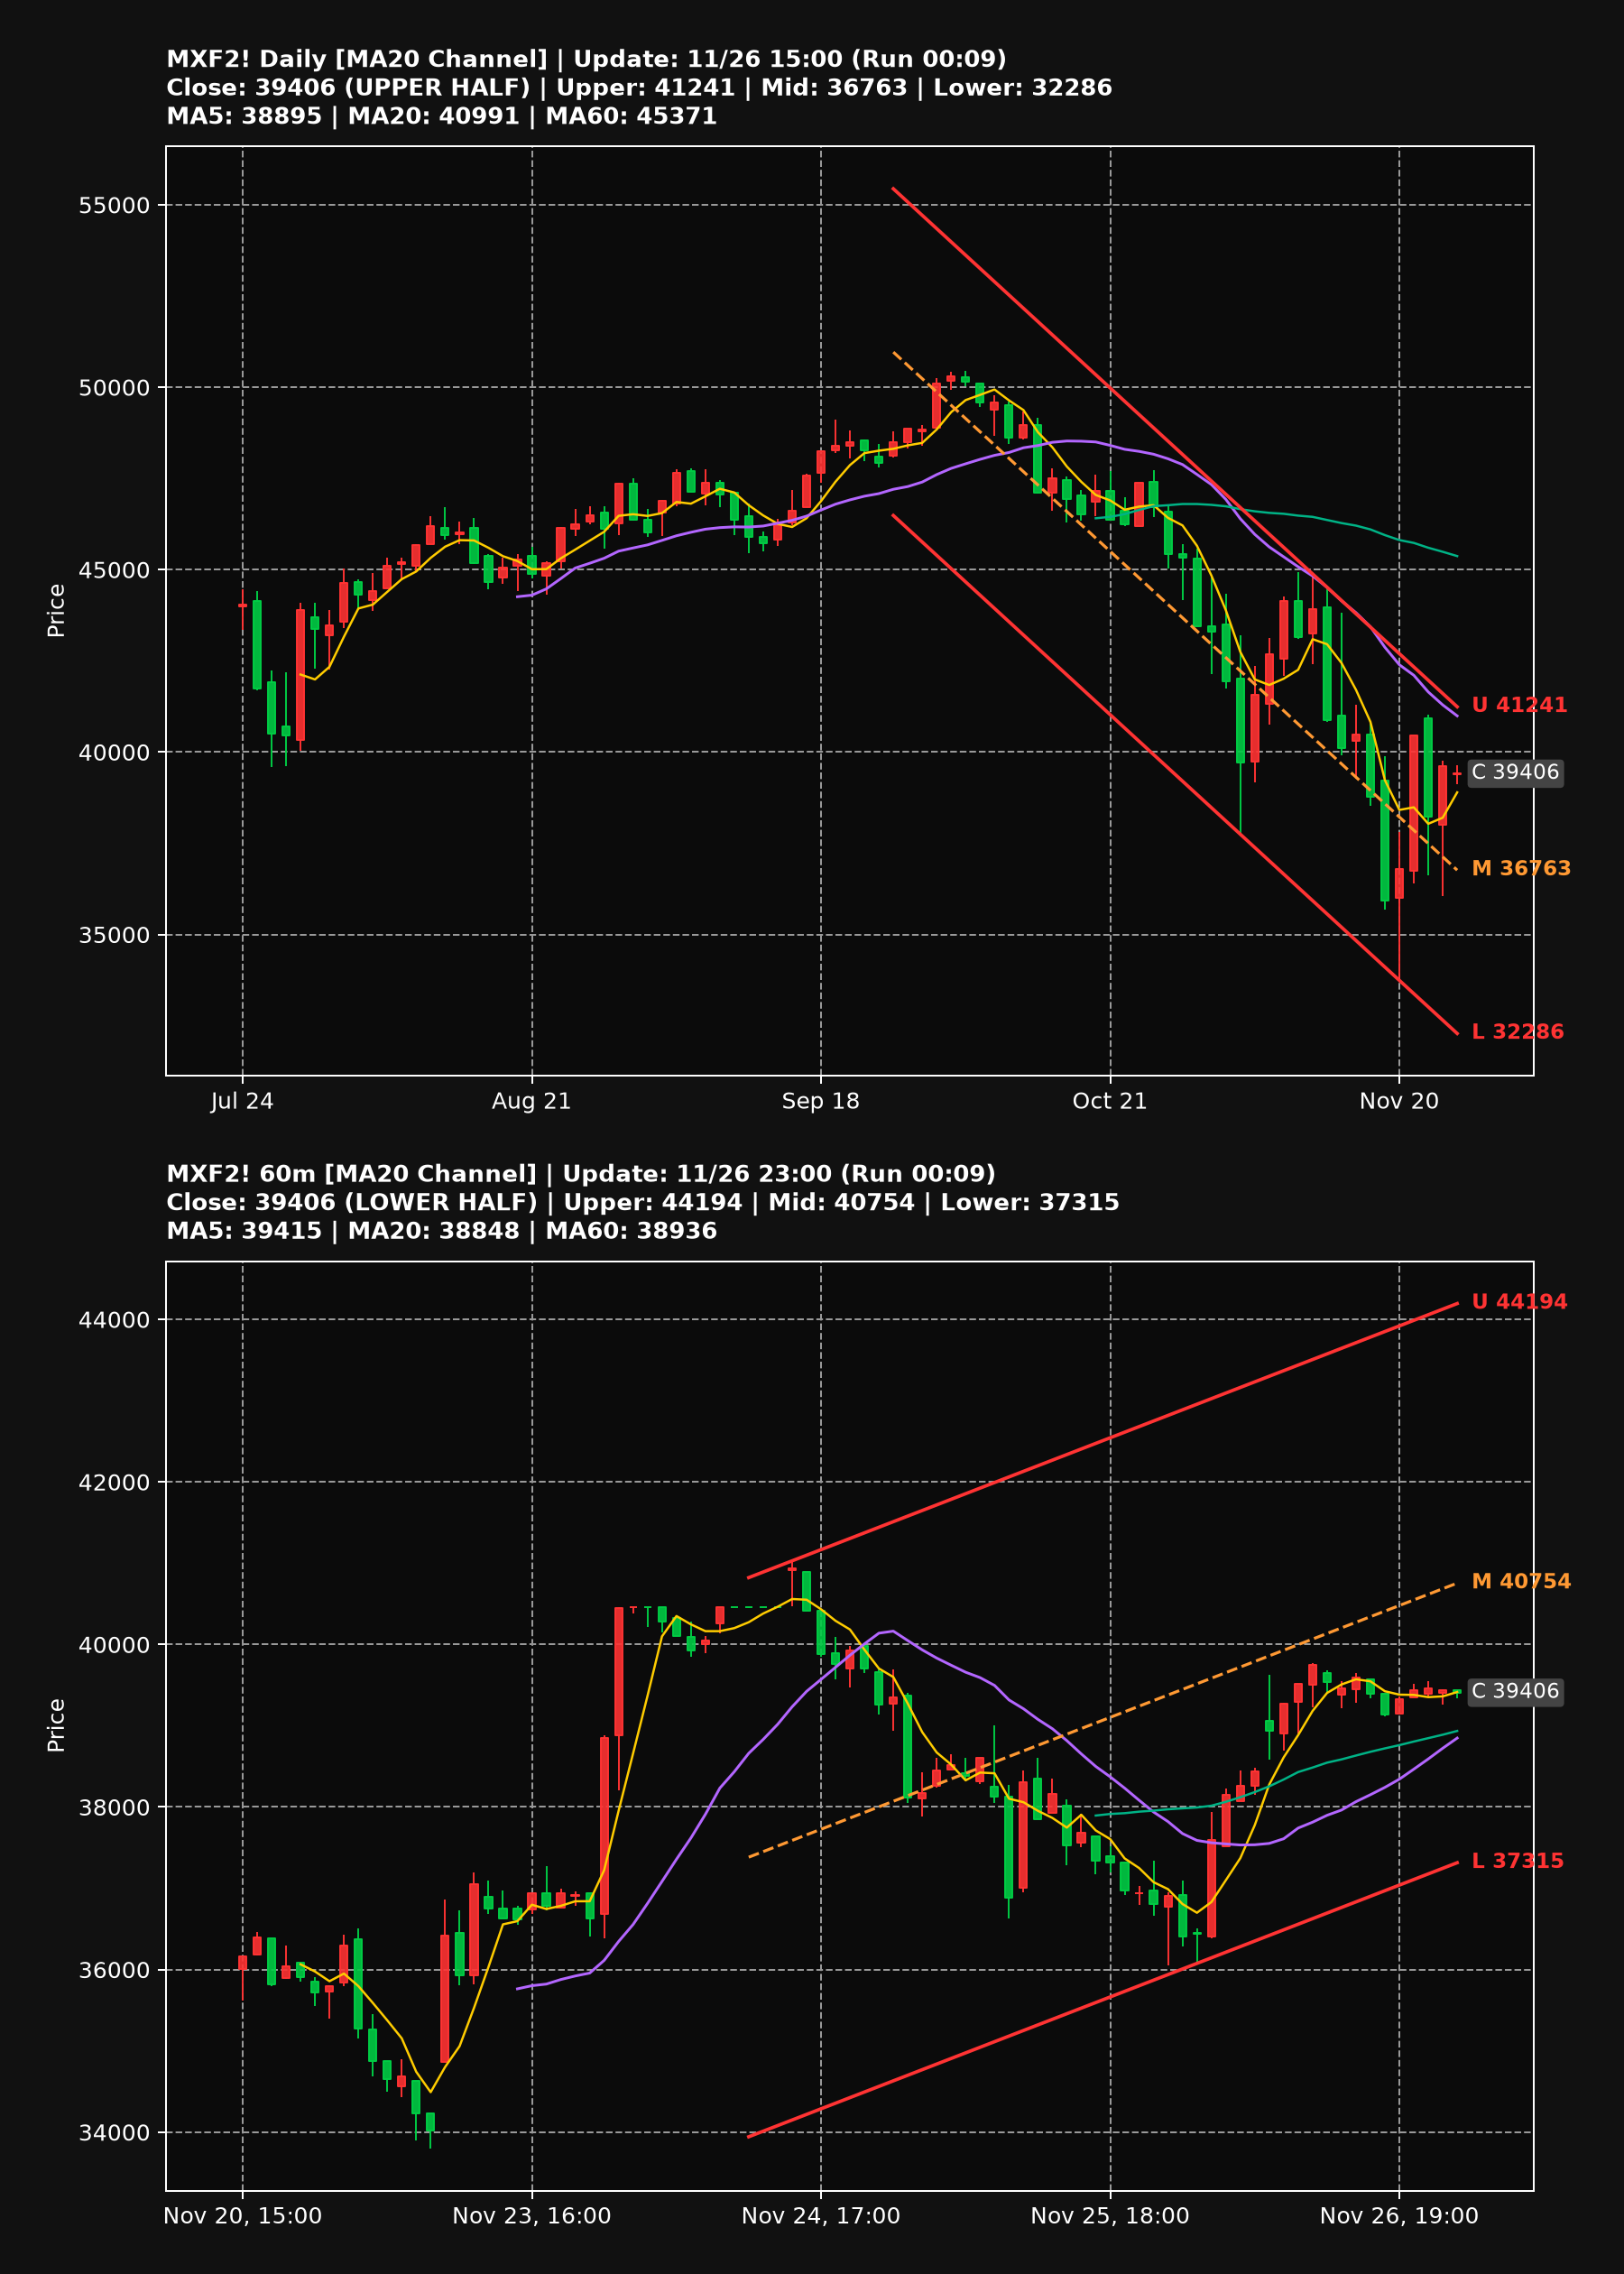 MXF2! Daily [MA20 Channel] | Update: 11/26 15:00 (Run 00:09)
Close: 39406 (UPPER HALF) | Upper: 41241 | Mid: 36763 | Lower: 32286
MA5: 38895 | MA20: 40991 | MA60: 45371
55000
50000
45000
40000
35000
Price
U 41241
C 39406
M 36763
L 32286
Jul 24
Aug 21
Sep 18
Oct 21
Nov 20
MXF2! 60m [MA20 Channel] | Update: 11/26 23:00 (Run 00:09)
Close: 39406 (LOWER HALF) | Upper: 44194 | Mid: 40754 | Lower: 37315
MA5: 39415 | MA20: 38848 | MA60: 38936
44000
42000
40000
38000
36000
34000
Price
U 44194
M 40754
C 39406
L 37315
Nov 20, 15:00
Nov 23, 16:00
Nov 24, 17:00
Nov 25, 18:00
Nov 26, 19:00